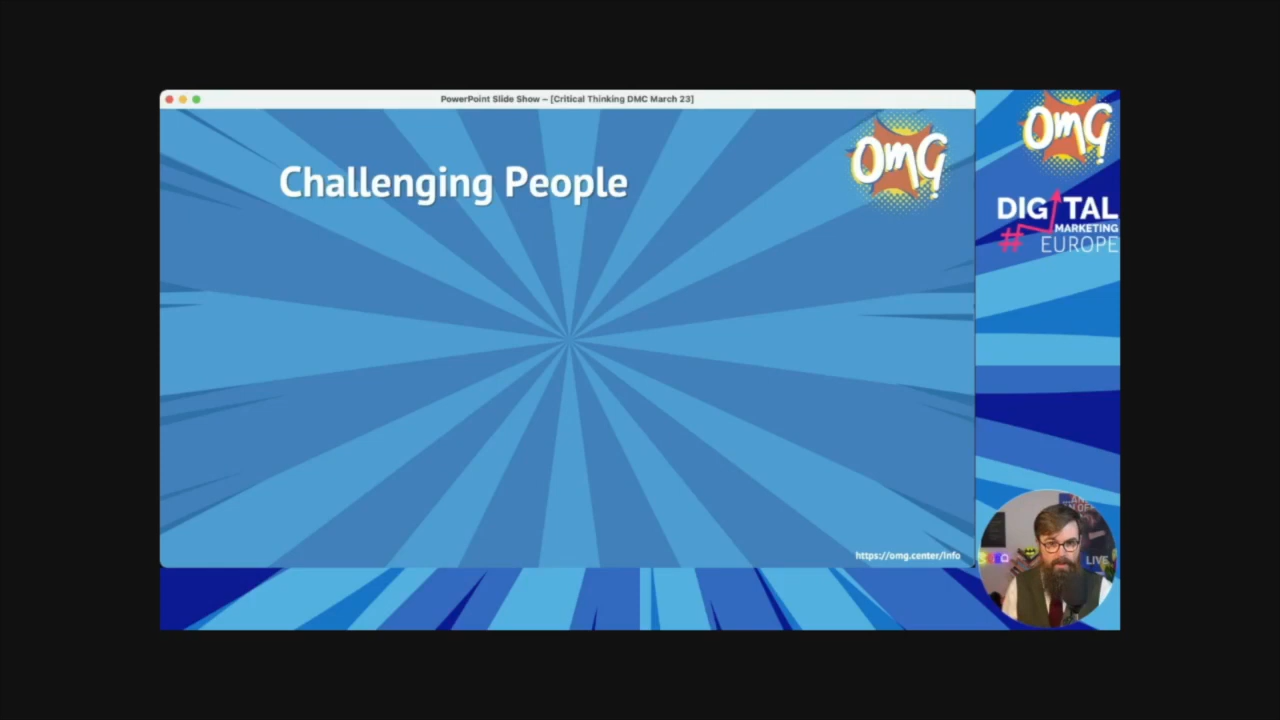 PowerPoint Slide Show – [Critical Thinking DMC March 23]
Challenging People
OMG!
https://omg.center/info
OMG!
DIGITAL
MARKETING
# EUROPE
LIVE